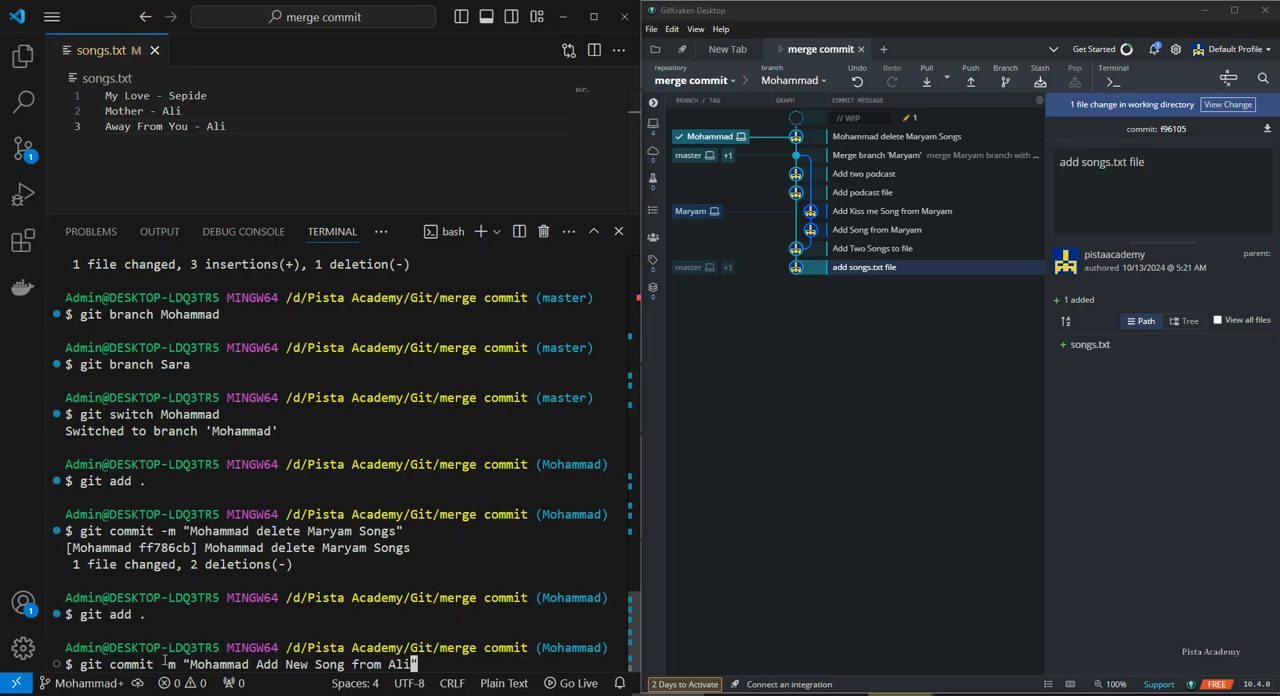 merge commit
songs.txt M
songs.txt
1 My Love - Sepide
2 Mother - Ali
3 Away From You - Ali
PROBLEMS OUTPUT DEBUG CONSOLE TERMINAL bash
1 file changed, 3 insertions(+), 1 deletion(-)
Admin@DESKTOP-LDQ3TR5 MINGW64 /d/Pista Academy/Git/merge commit (master)
$ git branch Mohammad
Admin@DESKTOP-LDQ3TR5 MINGW64 /d/Pista Academy/Git/merge commit (master)
$ git branch Sara
Admin@DESKTOP-LDQ3TR5 MINGW64 /d/Pista Academy/Git/merge commit (master)
$ git switch Mohammad
Switched to branch 'Mohammad'
Admin@DESKTOP-LDQ3TR5 MINGW64 /d/Pista Academy/Git/merge commit (Mohammad)
$ git add .
Admin@DESKTOP-LDQ3TR5 MINGW64 /d/Pista Academy/Git/merge commit (Mohammad)
$ git commit -m "Mohammad delete Maryam Songs"
[Mohammad ff786cb] Mohammad delete Maryam Songs
1 file changed, 2 deletions(-)
Admin@DESKTOP-LDQ3TR5 MINGW64 /d/Pista Academy/Git/merge commit (Mohammad)
$ git add .
Admin@DESKTOP-LDQ3TR5 MINGW64 /d/Pista Academy/Git/merge commit (Mohammad)
$ git commit -m "Mohammad Add New Song from Ali"
1
1
Mohammad+ 0 0 0 Spaces: 4 UTF-8 CRLF Plain Text Go Live
GitKraken Desktop
File Edit View Help
New Tab merge commit Get Started 1 Default Profile
repository branch Undo Redo Pull Push Branch Stash Pop Terminal
merge commit Mohammad
BRANCH / TAG GRAPH COMMIT MESSAGE
// WIP 1
Mohammad Mohammad delete Maryam Songs
master +1 Merge branch 'Maryam' merge Maryam branch with ...
Add two podcast
Add podcast file
Maryam Add Kiss me Song from Maryam
Add Song from Maryam
Add Two Songs to file
master +1 add songs.txt file
4
0
0
0
0
1 file change in working directory View Change
commit: f96105
add songs.txt file
pistaacademy parent:
authored 10/13/2024 @ 5:21 AM
+ 1 added
Path Tree View all files
+ songs.txt
Pista Academy
2 Days to Activate Connect an integration 100% Support FREE 10.4.0